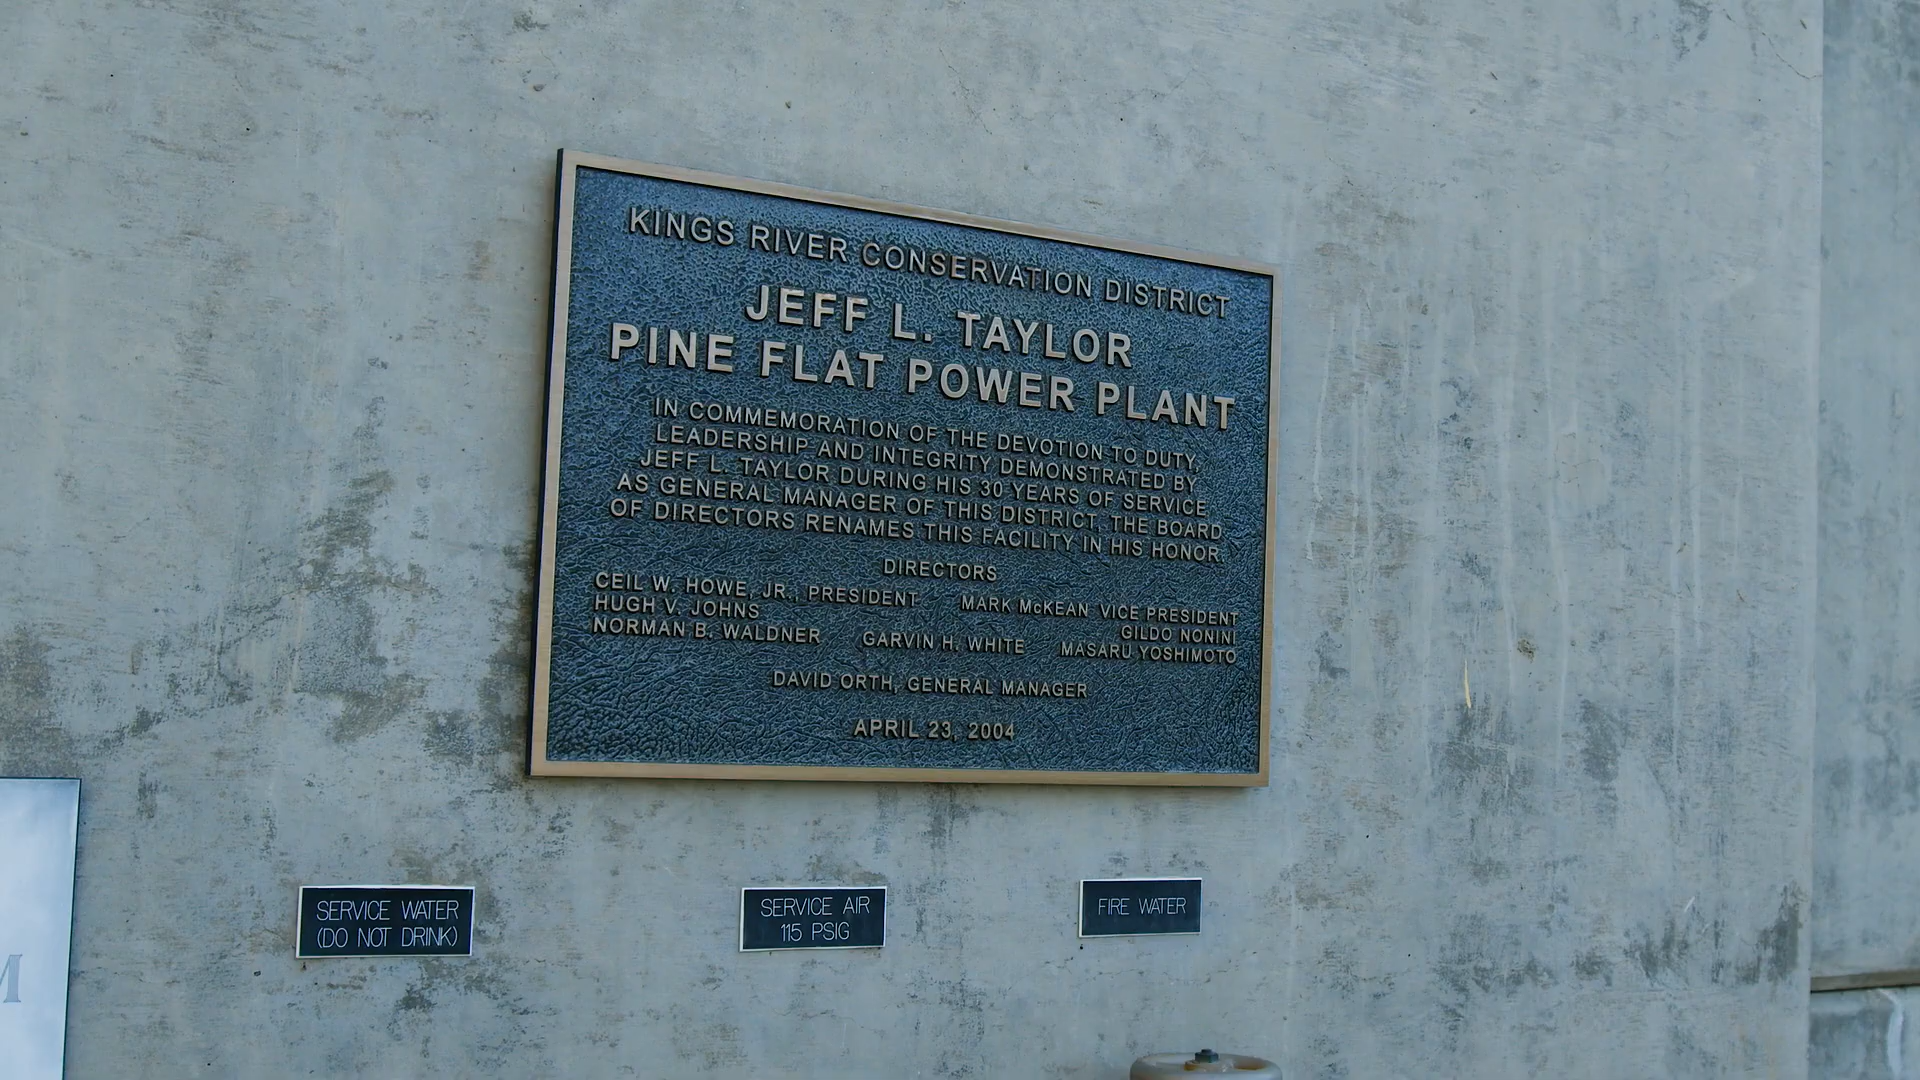 KINGS RIVER CONSERVATION DISTRICT
JEFF L. TAYLOR
PINE FLAT POWER PLANT
IN COMMEMORATION OF THE DEVOTION TO DUTY,
LEADERSHIP AND INTEGRITY DEMONSTRATED BY
JEFF L. TAYLOR DURING HIS 30 YEARS OF SERVICE
AS GENERAL MANAGER OF THIS DISTRICT, THE BOARD
OF DIRECTORS RENAMES THIS FACILITY IN HIS HONOR.
DIRECTORS
CEIL W. HOWE, JR., PRESIDENT MARK McKEAN VICE PRESIDENT
HUGH V. JOHNS GILDO NONINI
NORMAN B. WALDNER GARVIN H. WHITE MASARU YOSHIMOTO
DAVID ORTH, GENERAL MANAGER
APRIL 23, 2004
SERVICE WATER
(DO NOT DRINK)
SERVICE AIR
115 PSIG
FIRE WATER
M